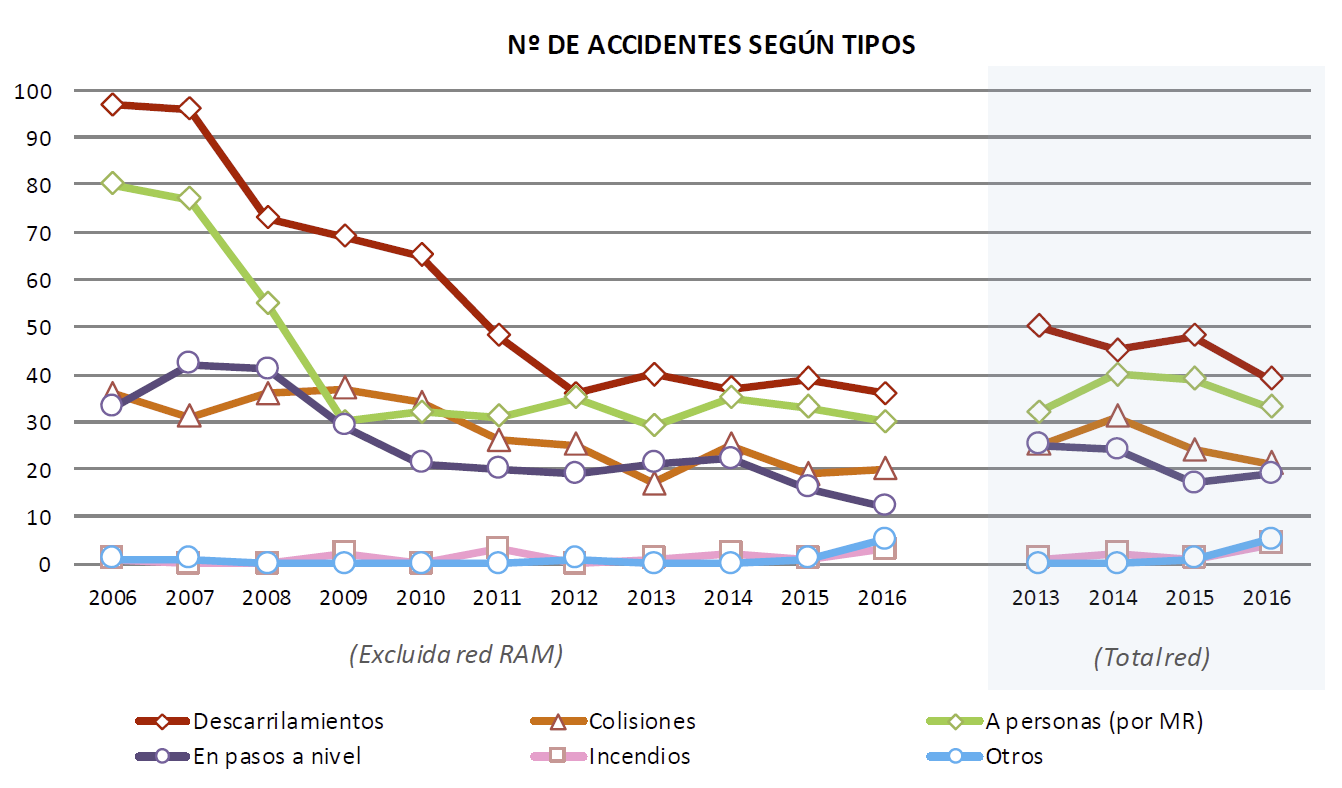 Nº DE ACCIDENTES SEGÚN TIPOS
100
90
80
70
60
50
40
30
20
10
0
2006 2007 2008 2009 2010 2011 2012 2013 2014 2015 2016 2013 2014 2015 2016
(Excluida red RAM) (Total red)
Descarrilamientos Colisiones A personas (por MR)
En pasos a nivel Incendios Otros